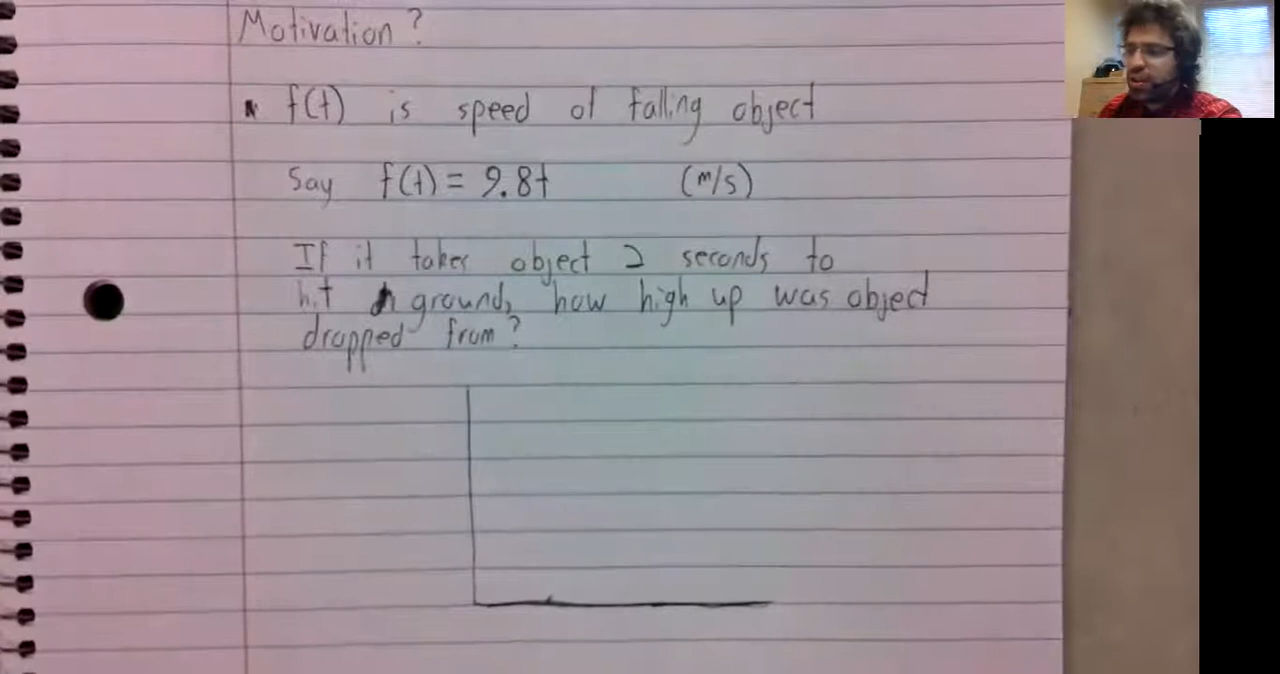 Motivation?
f(t) is speed of falling object
Say f(t) = 9.8t (m/s)
If it takes object 2 seconds to
hit ground, how high up was object
dropped from?